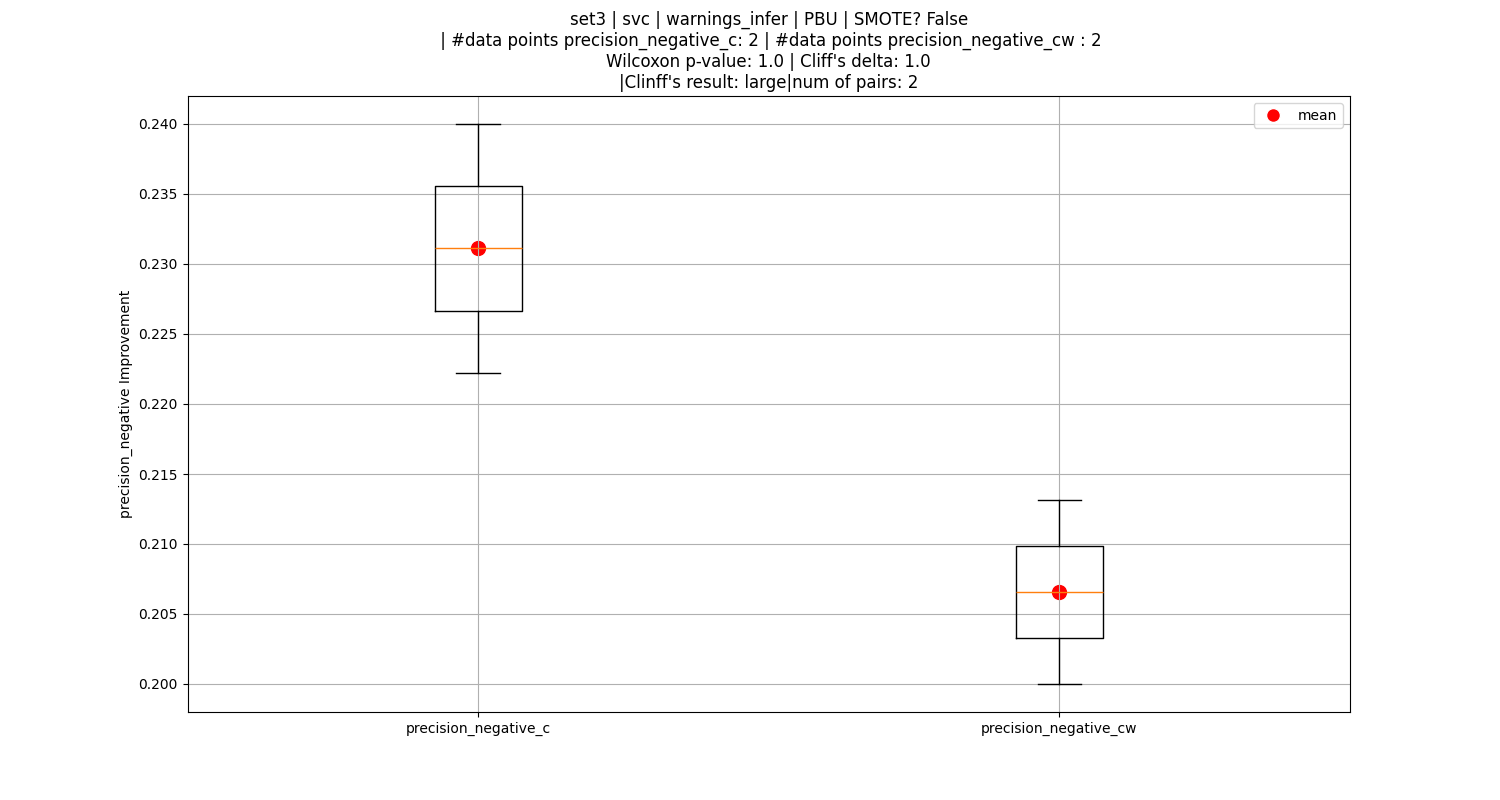 set3 | svc | warnings_infer | PBU | SMOTE? False
| #data points precision_negative_c: 2 | #data points precision_negative_cw : 2
Wilcoxon p-value: 1.0 | Cliff's delta: 1.0
|Clinff's result: large|num of pairs: 2
mean
0.240
0.235
0.230
0.225
0.220
0.215
0.210
0.205
0.200
precision_negative Improvement
precision_negative_c
precision_negative_cw